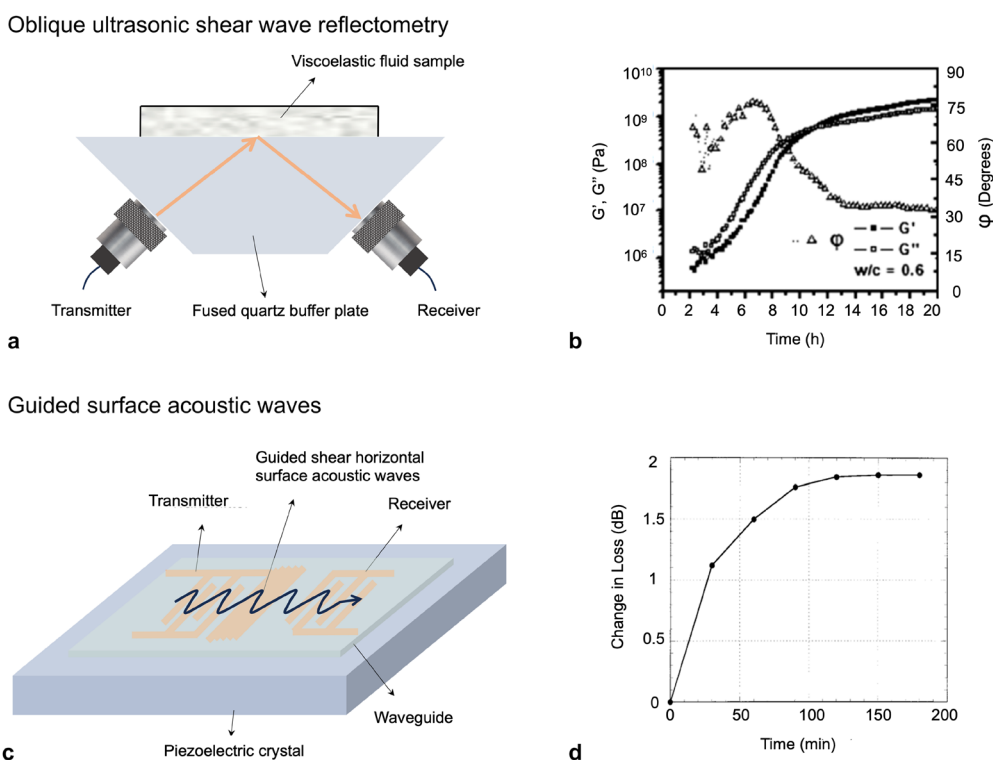 Oblique ultrasonic shear wave reflectometry
Viscoelastic fluid sample
Transmitter
Fused quartz buffer plate
Receiver
a
10¹⁰
10⁹
10⁸
10⁷
10⁶
G', G'' (Pa)
90
75
60
45
30
15
0
φ (Degrees)
G'
φ
G''
w/c = 0.6
0 2 4 6 8 10 12 14 16 18 20
Time (h)
b
Guided surface acoustic waves
Guided shear horizontal
surface acoustic waves
Transmitter
Receiver
Waveguide
Piezoelectric crystal
c
2
1.5
1
0.5
0
Change in Loss (dB)
0 50 100 150 200
Time (min)
d